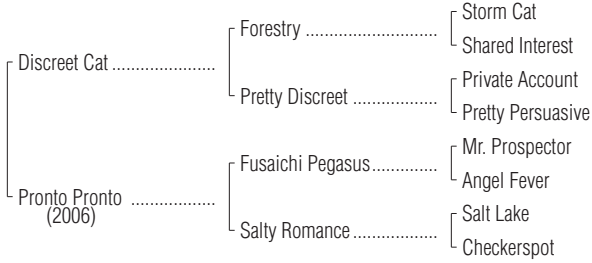 Discreet Cat
Pronto Pronto
(2006)
Forestry
Pretty Discreet
Fusaichi Pegasus
Salty Romance
Storm Cat
Shared Interest
Private Account
Pretty Persuasive
Mr. Prospector
Angel Fever
Salt Lake
Checkerspot